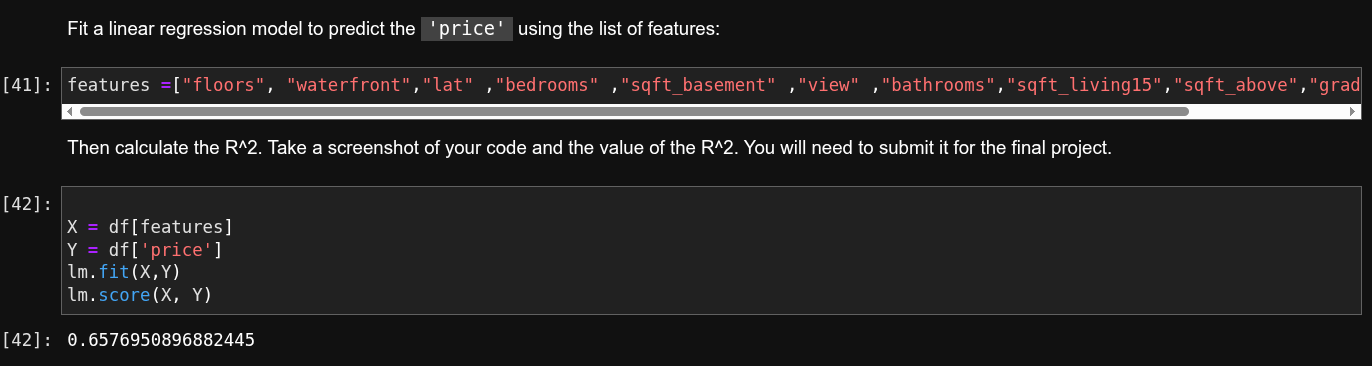 Fit a linear regression model to predict the 'price' using the list of features:
[41]: features =["floors", "waterfront","lat" ,"bedrooms" ,"sqft_basement" ,"view" ,"bathrooms","sqft_living15","sqft_above","grad
Then calculate the R^2. Take a screenshot of your code and the value of the R^2. You will need to submit it for the final project.
[42]:
X = df[features]
Y = df['price']
lm.fit(X,Y)
lm.score(X, Y)
[42]: 0.6576950896882445